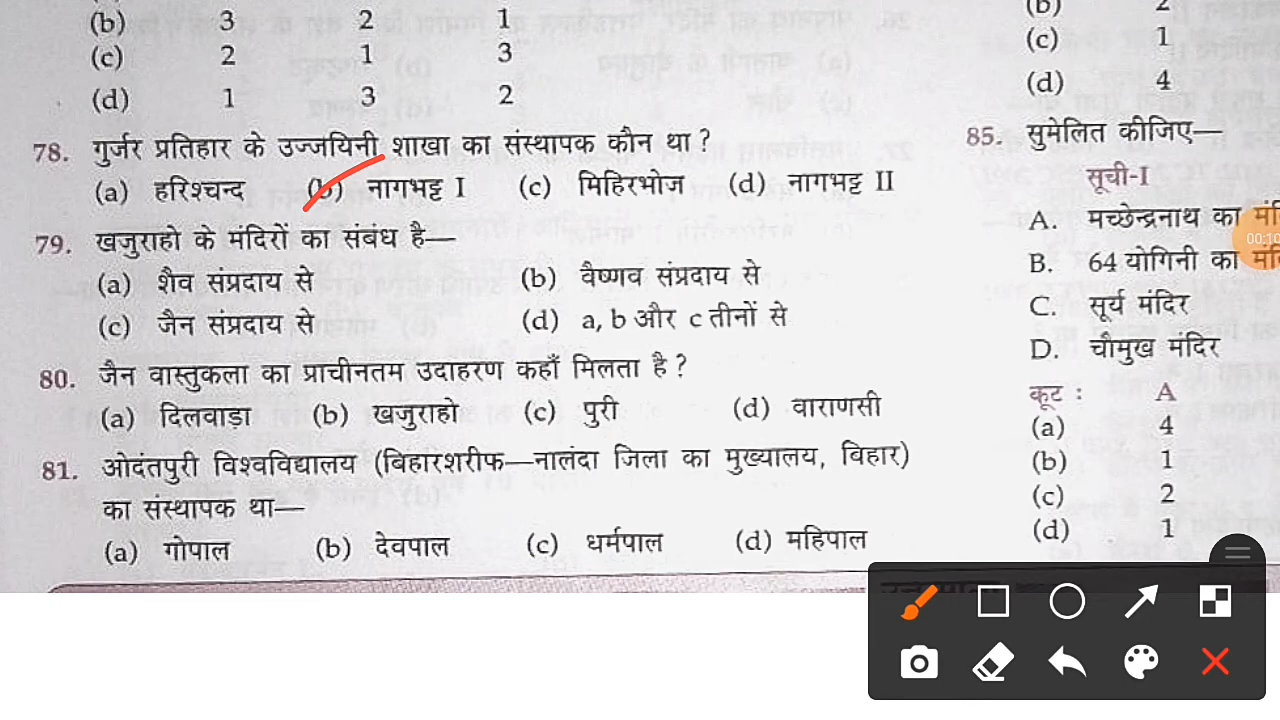 (b) 3 2 1
(c) 2 1 3
(d) 1 3 2
78. गुर्जर प्रतिहार के उज्जयिनी शाखा का संस्थापक कौन था ?
(a) हरिश्चन्द (b) नागभट्ट I (c) मिहिरभोज (d) नागभट्ट II
79. खजुराहो के मंदिरों का संबंध है—
(a) शैव संप्रदाय से (b) वैष्णव संप्रदाय से
(c) जैन संप्रदाय से (d) a, b और c तीनों से
80. जैन वास्तुकला का प्राचीनतम उदाहरण कहाँ मिलता है ?
(a) दिलवाड़ा (b) खजुराहो (c) पुरी (d) वाराणसी
81. ओदंतपुरी विश्वविद्यालय (बिहारशरीफ—नालंदा जिला का मुख्यालय, बिहार)
का संस्थापक था—
(a) गोपाल (b) देवपाल (c) धर्मपाल (d) महिपाल
(b) 2
(c) 1
(d) 4
85. सुमेलित कीजिए—
सूची-I
A. मच्छेन्द्रनाथ का
B. 64 योगिनी का
C. सूर्य मंदिर
D. चौमुख मंदिर
कूट : A
(a) 4
(b) 1
(c) 2
(d) 1
00:10